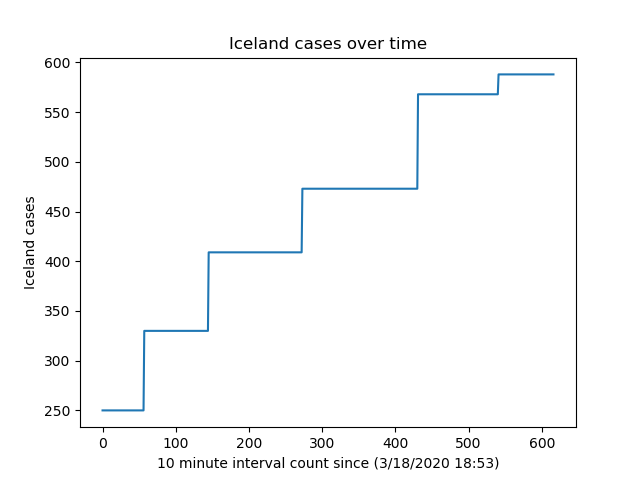 Iceland cases over time
600
550
500
450
400
350
300
250
Iceland cases
0 100 200 300 400 500 600
10 minute interval count since (3/18/2020 18:53)